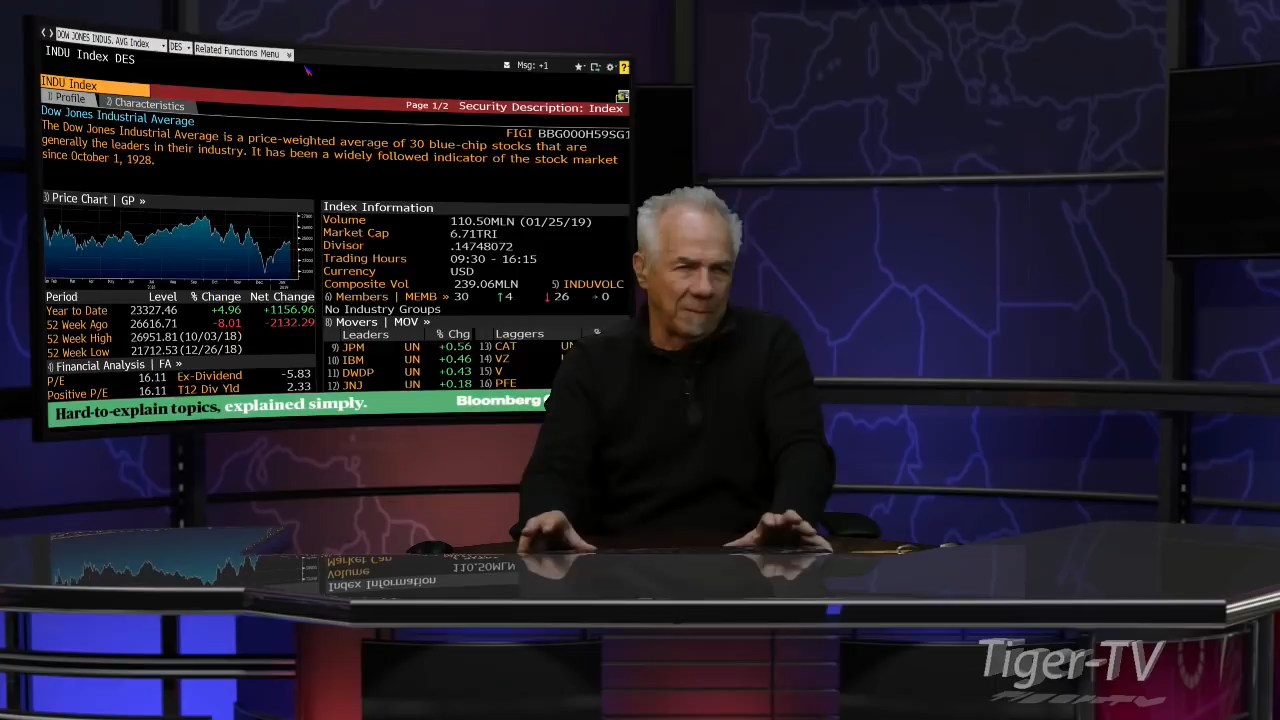 DOW JONES INDUS. AVG Index DES Related Functions Menu
INDU Index DES
Msg: +1
INDU Index
1) Profile 2) Characteristics
Page 1/2 Security Description: Index
Dow Jones Industrial Average
FIGI BBG000H59SG1
The Dow Jones Industrial Average is a price-weighted average of 30 blue-chip stocks that are
generally the leaders in their industry. It has been a widely followed indicator of the stock market
since October 1, 1928.
3) Price Chart | GP »
Period Level % Change Net Change
Year to Date 23327.46 +4.96 +1156.96
52 Week Ago 26616.71 -8.01 -2132.29
52 Week High 26951.81 (10/03/18)
52 Week Low 21712.53 (12/26/18)
4) Financial Analysis | FA »
P/E 16.11 Ex-Dividend -5.83
Positive P/E 16.11 T12 Div Yld 2.33
Index Information
Volume 110.50MLN (01/25/19)
Market Cap 6.71TRI
Divisor .14748072
Trading Hours 09:30 - 16:15
Currency USD
Composite Vol 239.06MLN 5) INDUVOLC
6) Members | MEMB » 30 ↑4 ↓26 →0
No Industry Groups
8) Movers | MOV »
Leaders % Chg Laggers %
9) JPM UN +0.56 13) CAT UN
10) IBM UN +0.46 14) VZ
11) DWDP UN +0.43 15) V
12) JNJ UN +0.18 16) PFE
Hard-to-explain topics, explained simply.
Bloomberg
Market Cap
Volume 110.50MLN
Index Information
Tiger-TV